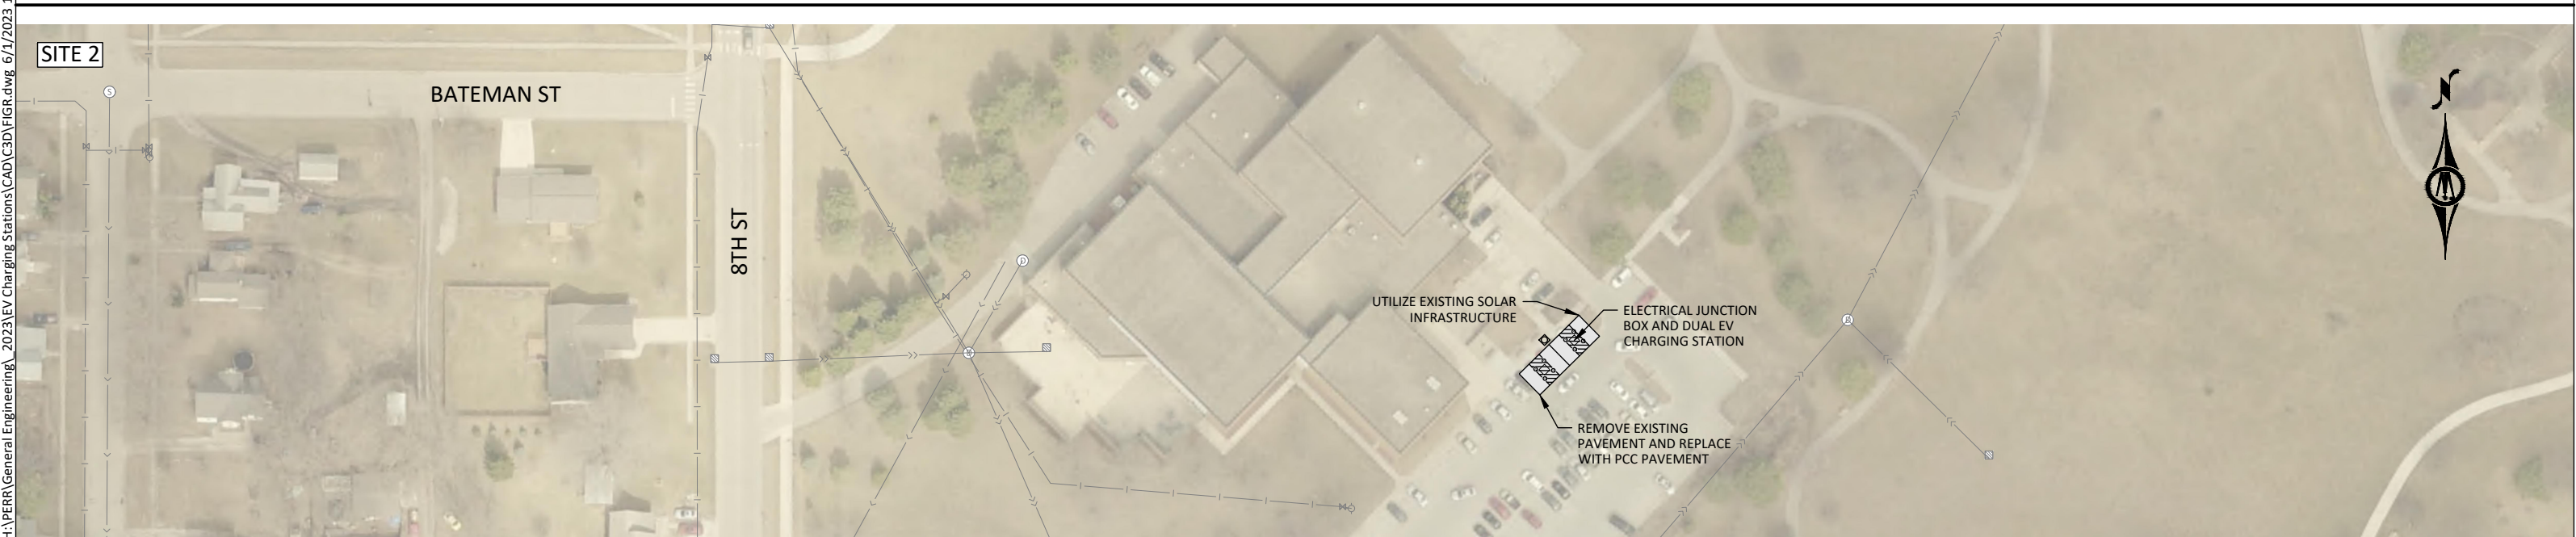 H:\PERR\General Engineering\_2023\EV Charging Stations\CAD\C3D\FIGR.dwg 6/1/2023
SITE 2
BATEMAN ST
8TH ST
S
N
UTILIZE EXISTING SOLAR
INFRASTRUCTURE
ELECTRICAL JUNCTION
BOX AND DUAL EV
CHARGING STATION
REMOVE EXISTING
PAVEMENT AND REPLACE
WITH PCC PAVEMENT